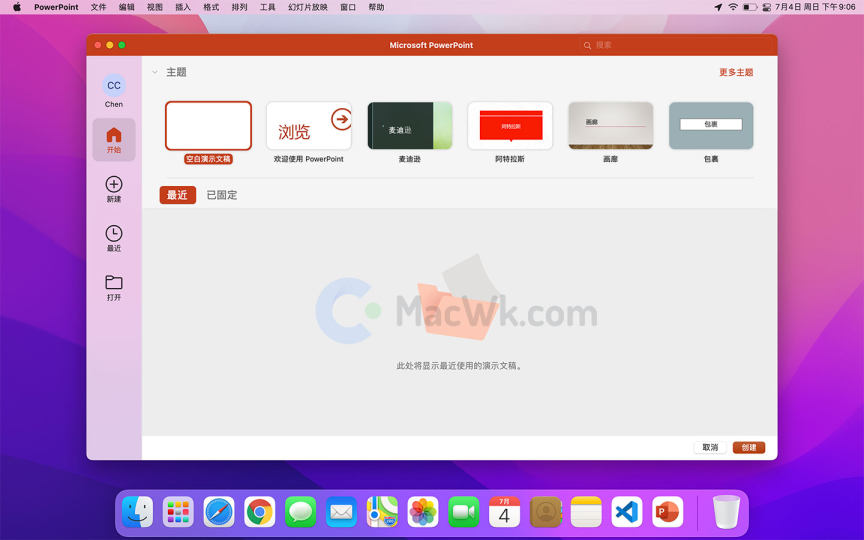 PowerPoint 文件 编辑 视图 插入 格式 排列 工具 幻灯片放映 窗口 帮助 7月4日 周日 下午9:06
Microsoft PowerPoint
搜索
CC
Chen
开始
新建
最近
打开
主题
更多主题
浏览
麦迪逊
阿特拉斯
画廊
包裹
空白演示文稿
欢迎使用 PowerPoint
麦迪逊
阿特拉斯
画廊
包裹
最近 已固定
MacWk.com
此处将显示最近使用的演示文稿。
取消 创建
7月
4
P